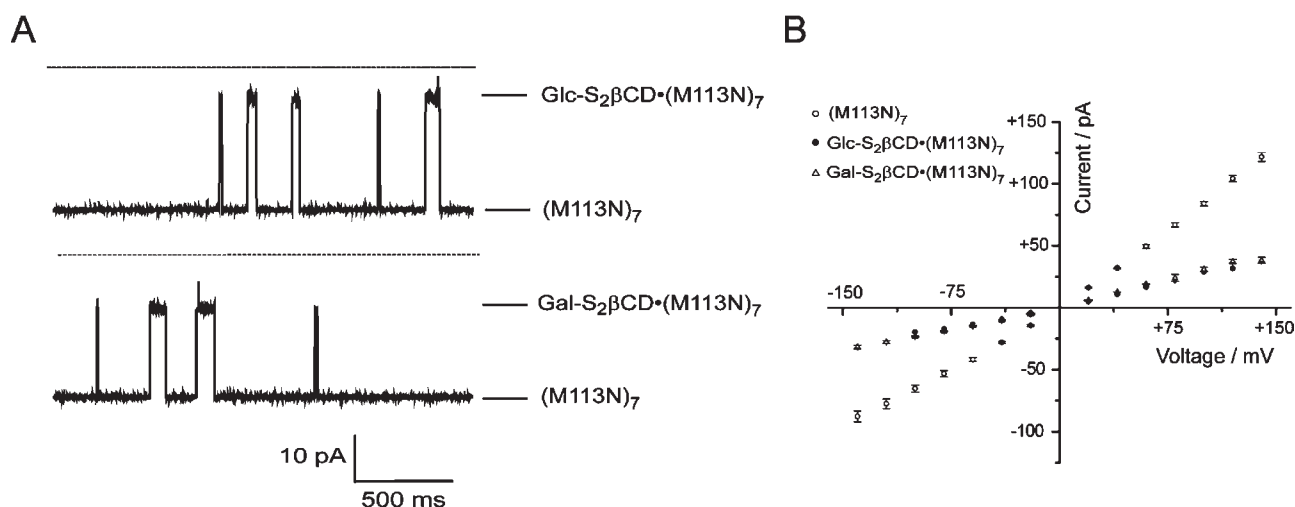 A
Glc-S₂βCD•(M113N)₇
(M113N)₇
Gal-S₂βCD•(M113N)₇
(M113N)₇
10 pA
500 ms
B
(M113N)₇
Glc-S₂βCD•(M113N)₇
Gal-S₂βCD•(M113N)₇
Current / pA
+150
+100
+50
-150
-75
+75
+150
Voltage / mV
-50
-100